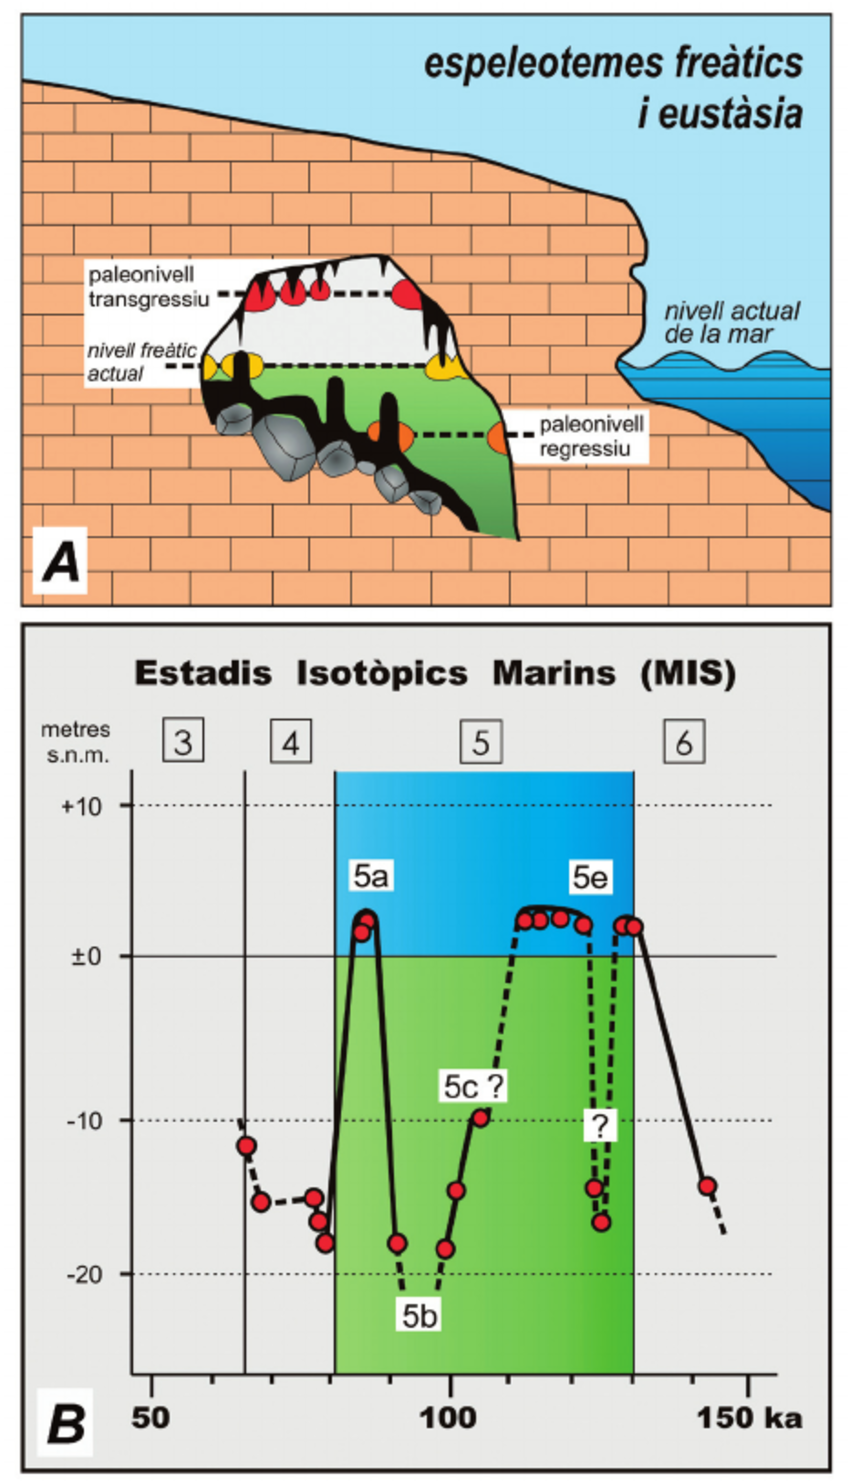 espeleotemes freàtics
i eustàsia
paleonivell
transgressiu
nivell freàtic
actual
nivell actual
de la mar
paleonivell
regressiu
A
Estadis Isotòpics Marins (MIS)
metres
s.n.m.
3
4
5
6
+10
5a
5e
±0
5c ?
-10
?
-20
5b
50
100
150 ka
B